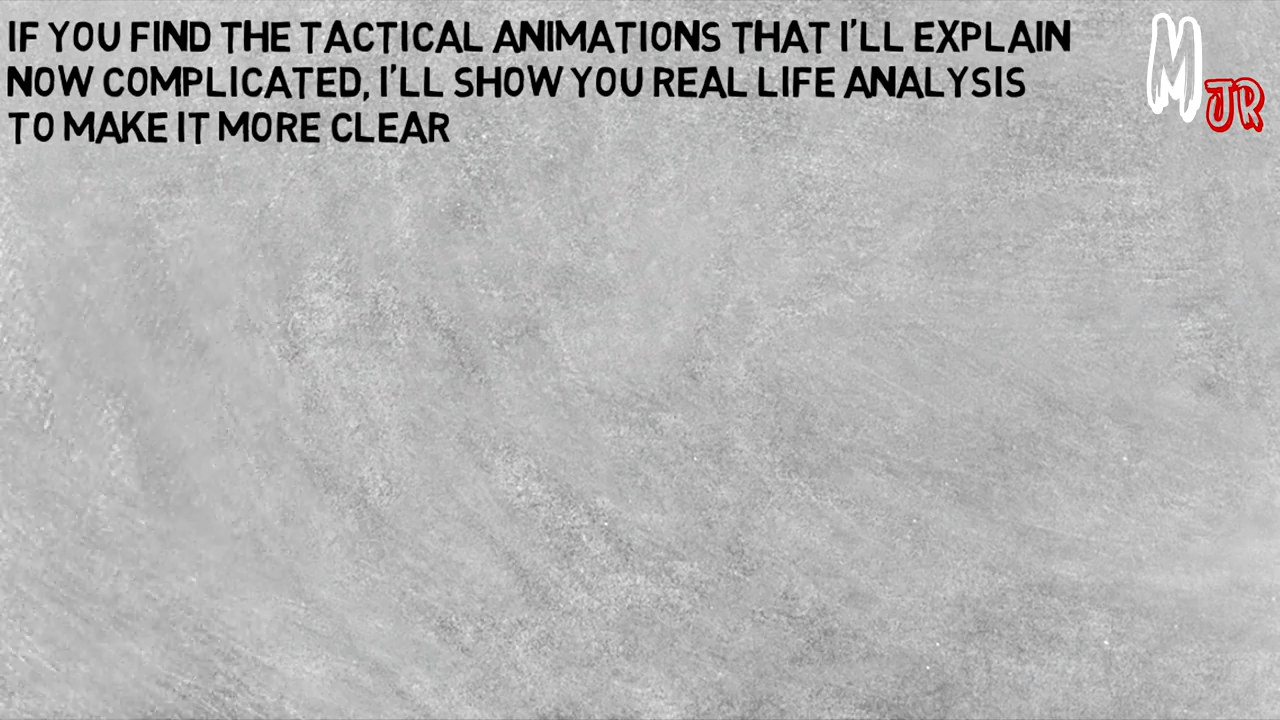 IF YOU FIND THE TACTICAL ANIMATIONS THAT I'LL EXPLAIN
NOW COMPLICATED, I'LL SHOW YOU REAL LIFE ANALYSIS
TO MAKE IT MORE CLEAR
M JR